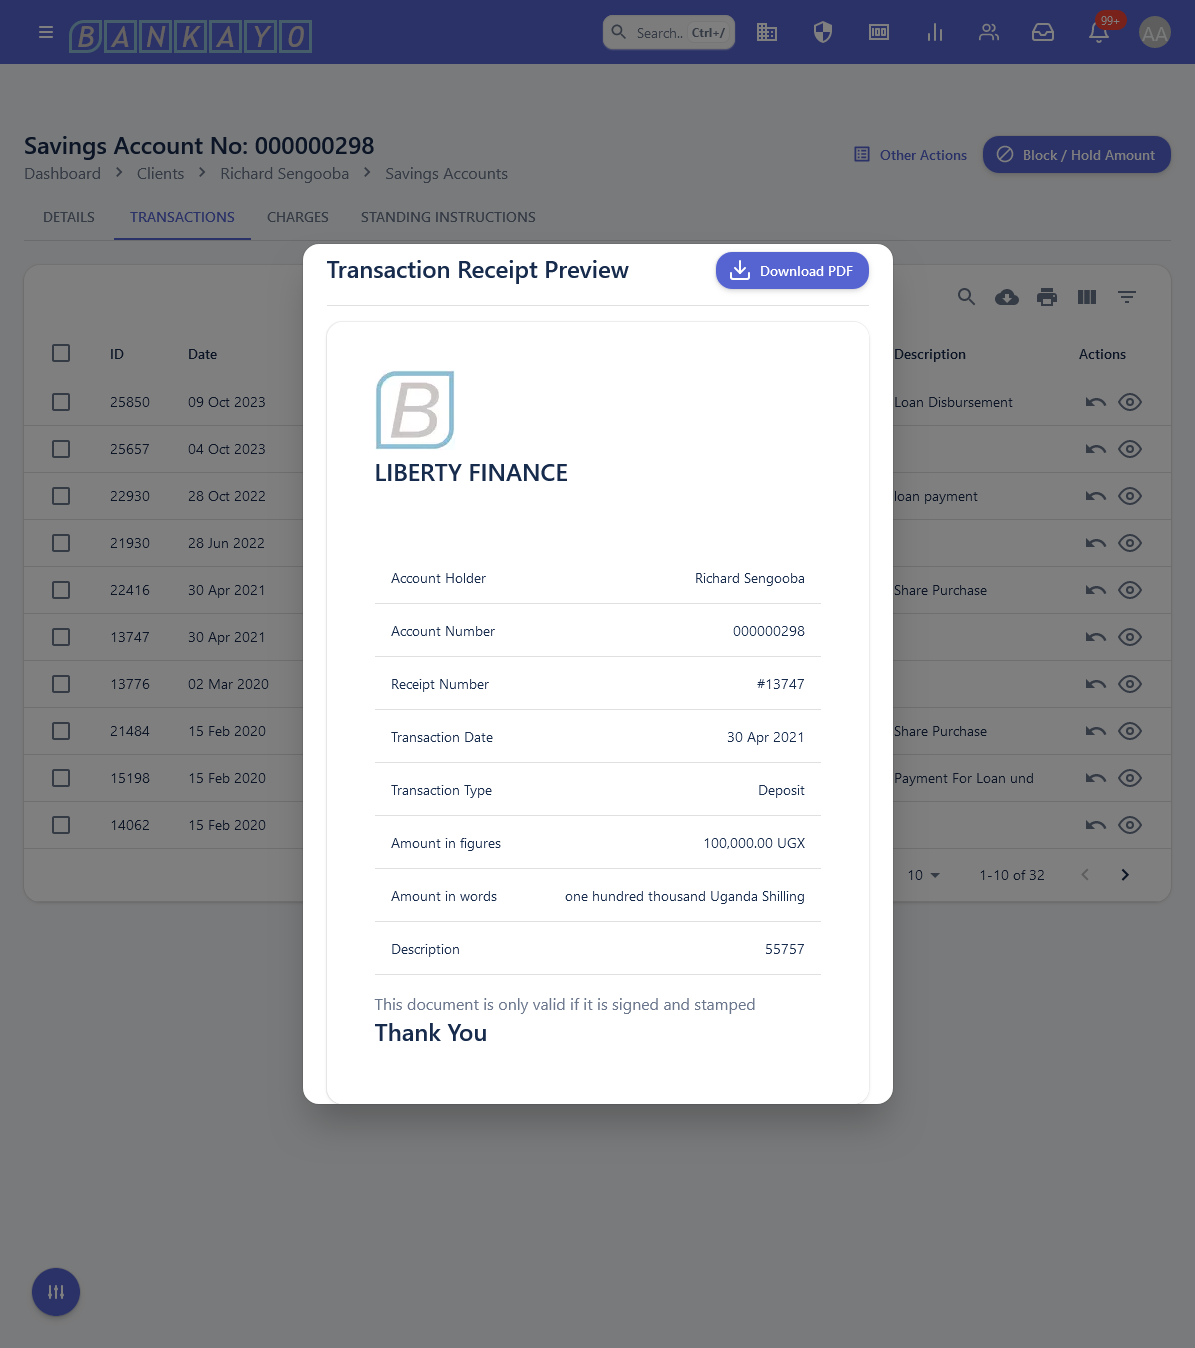 BANKAYO
Search.. Ctrl+/
99+
AA
Savings Account No: 000000298
Dashboard > Clients > Richard Sengooba > Savings Accounts
Other Actions
Block / Hold Amount
DETAILS TRANSACTIONS CHARGES STANDING INSTRUCTIONS
Transaction Receipt Preview
Download PDF
B
LIBERTY FINANCE
Account Holder Richard Sengooba
Account Number 000000298
Receipt Number #13747
Transaction Date 30 Apr 2021
Transaction Type Deposit
Amount in figures 100,000.00 UGX
Amount in words one hundred thousand Uganda Shilling
Description 55757
This document is only valid if it is signed and stamped
Thank You
ID Date Description Actions
25850 09 Oct 2023 Loan Disbursement
25657 04 Oct 2023
22930 28 Oct 2022 loan payment
21930 28 Jun 2022
22416 30 Apr 2021 Share Purchase
13747 30 Apr 2021
13776 02 Mar 2020
21484 15 Feb 2020 Share Purchase
15198 15 Feb 2020 Payment For Loan und
14062 15 Feb 2020
10 1-10 of 32